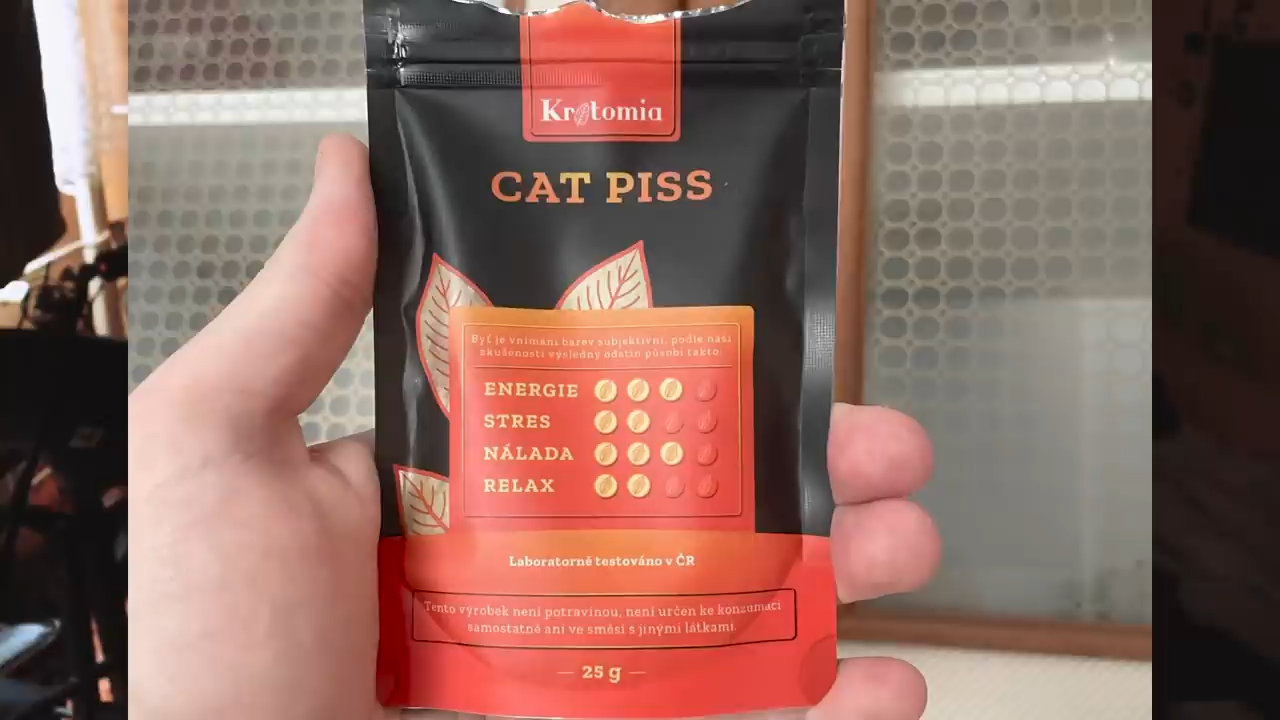 Kratomia
CAT PISS
Byť je vnímání barev subjektivní, podle naší
zkušenosti výsledný odstín působí takto:
ENERGIE
STRES
NÁLADA
RELAX
Laboratorně testováno v ČR
Tento výrobek není potravinou, není určen ke konzumaci
samostatně ani ve směsi s jinými látkami.
25 g